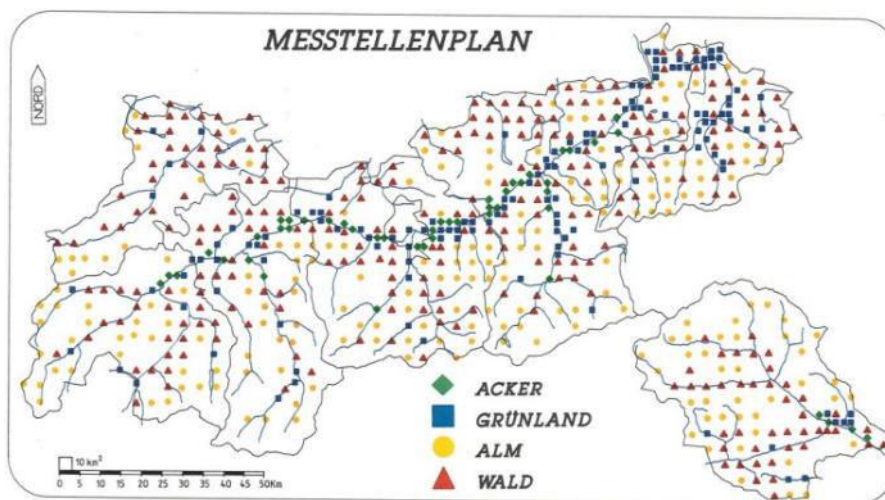 MESSTELLENPLAN
NORD
ACKER
GRÜNLAND
ALM
WALD
10 km²
0 5 10 15 20 25 30 35 40 45 50Km